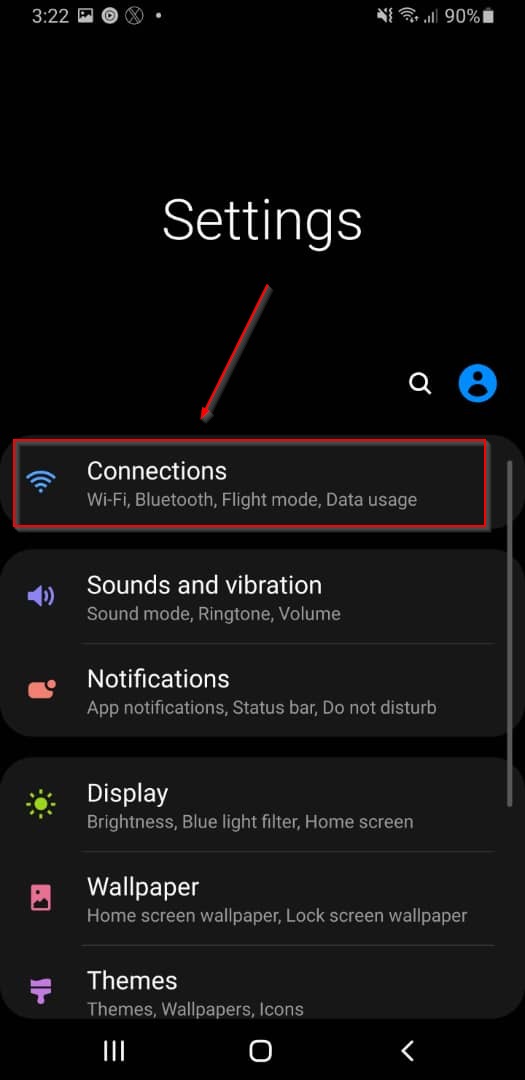 3:22 90%
Settings
Connections
Wi-Fi, Bluetooth, Flight mode, Data usage
Sounds and vibration
Sound mode, Ringtone, Volume
Notifications
App notifications, Status bar, Do not disturb
Display
Brightness, Blue light filter, Home screen
Wallpaper
Home screen wallpaper, Lock screen wallpaper
Themes
Themes, Wallpapers, Icons